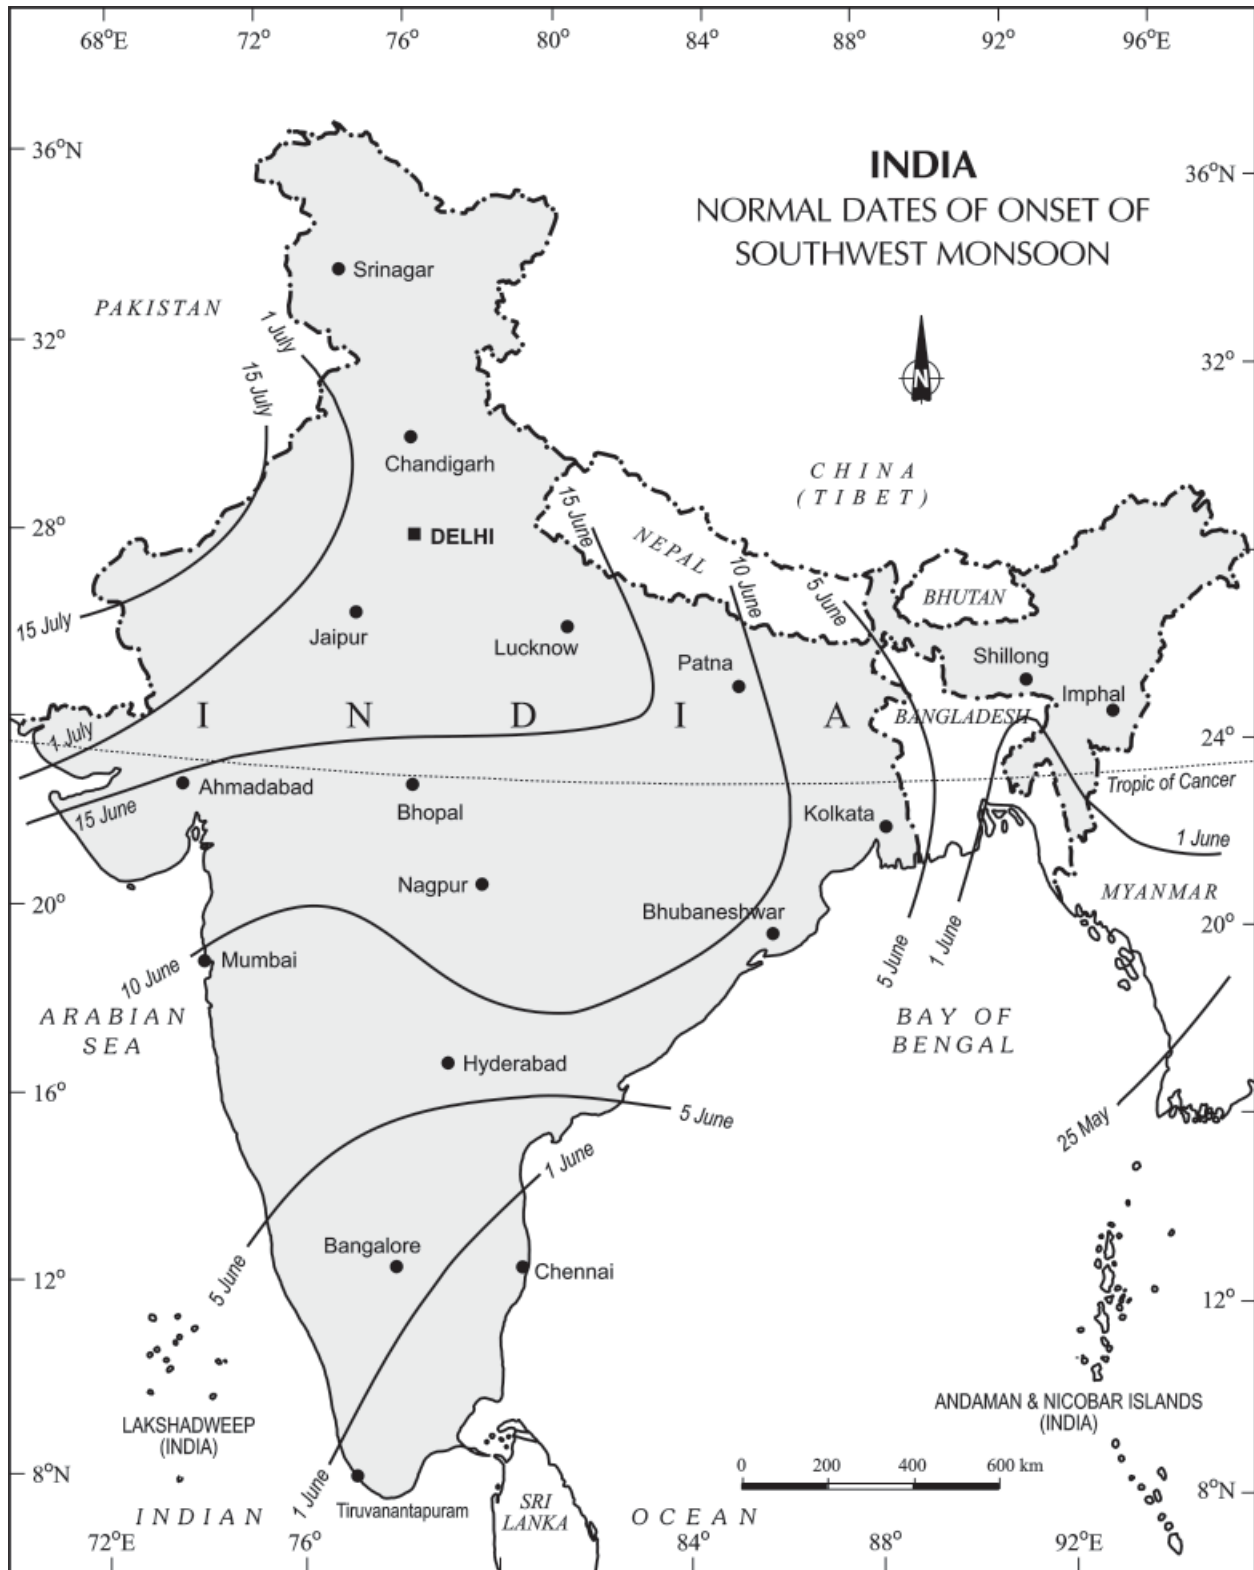 68°E 72° 76° 80° 84° 88° 92° 96°E
36°N
36°N
INDIA
NORMAL DATES OF ONSET OF
SOUTHWEST MONSOON
Srinagar
PAKISTAN
1 July
32°
32°
15 July
N
Chandigarh
CHINA
(TIBET)
15 June
28°
DELHI
NEPAL
10 June
5 June
BHUTAN
15 July
Jaipur
Lucknow
Patna
Shillong
Imphal
I N D I A
BANGLADESH
1 July
24°
Ahmadabad
Tropic of Cancer
15 June
Bhopal
Kolkata
1 June
Nagpur
MYANMAR
20°
Bhubaneshwar
20°
Mumbai
10 June
5 June
1 June
ARABIAN
SEA
BAY OF
BENGAL
Hyderabad
16°
5 June
25 May
1 June
Bangalore
Chennai
5 June
12°
12°
LAKSHADWEEP
(INDIA)
ANDAMAN & NICOBAR ISLANDS
(INDIA)
8°N
0 200 400 600 km
8°N
1 June
Tiruvanantapuram
SRI
LANKA
INDIAN OCEAN
72°E 76° 84° 88° 92°E